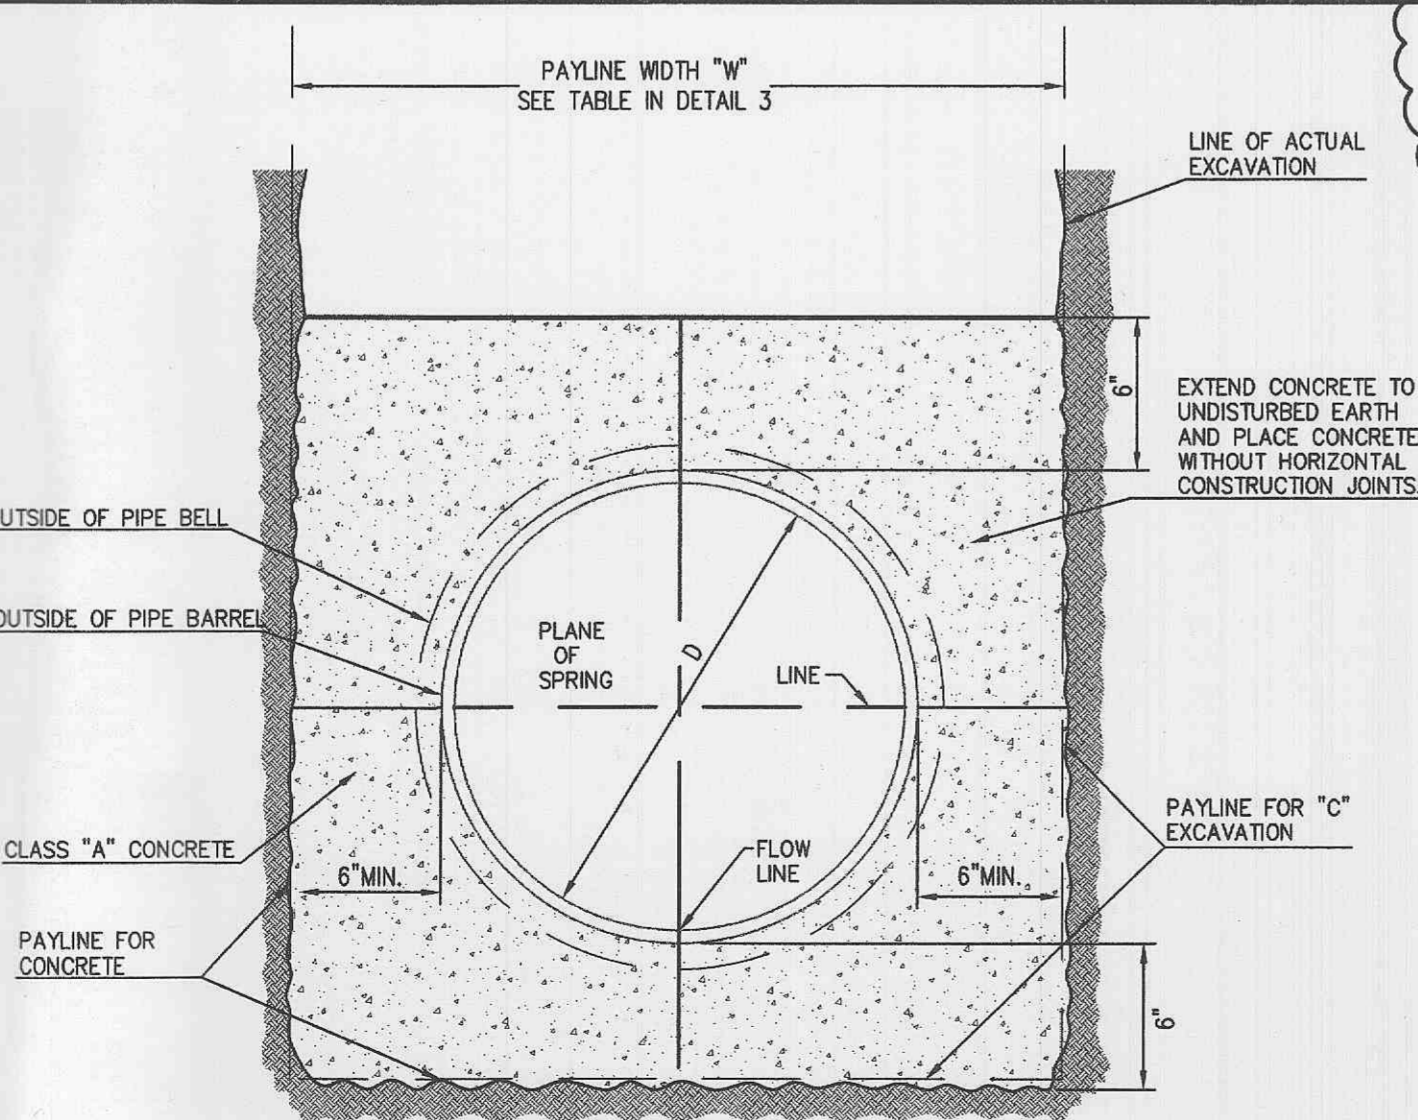 PAYLINE WIDTH "W"
SEE TABLE IN DETAIL 3
LINE OF ACTUAL
EXCAVATION
6"
EXTEND CONCRETE TO
UNDISTURBED EARTH
AND PLACE CONCRETE
WITHOUT HORIZONTAL
CONSTRUCTION JOINTS.
UTSIDE OF PIPE BELL
OUTSIDE OF PIPE BARREL
PLANE
OF
SPRING
D
LINE
CLASS "A" CONCRETE
6"MIN.
FLOW
LINE
6"MIN.
PAYLINE FOR "C"
EXCAVATION
PAYLINE FOR
CONCRETE
6"